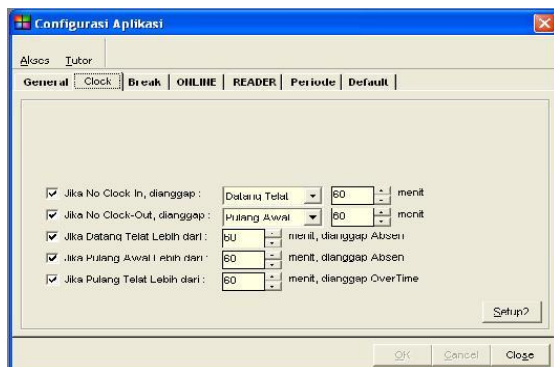 Configurasi Aplikasi
Akses Tutor
General Clock Break ONLINE READER Periode Default
Jika No Clock In, dianggap : Datang Telat 60 menit
Jika No Clock-Out, dianggap : Pulang Awal 60 menit
Jika Datang Telat Lebih dari : 60 menit, dianggap Absen
Jika Pulang Awal Lebih dari : 60 menit, dianggap Absen
Jika Pulang Telat Lebih dari : 60 menit, dianggap OverTime
Setup?
OK Cancel Close